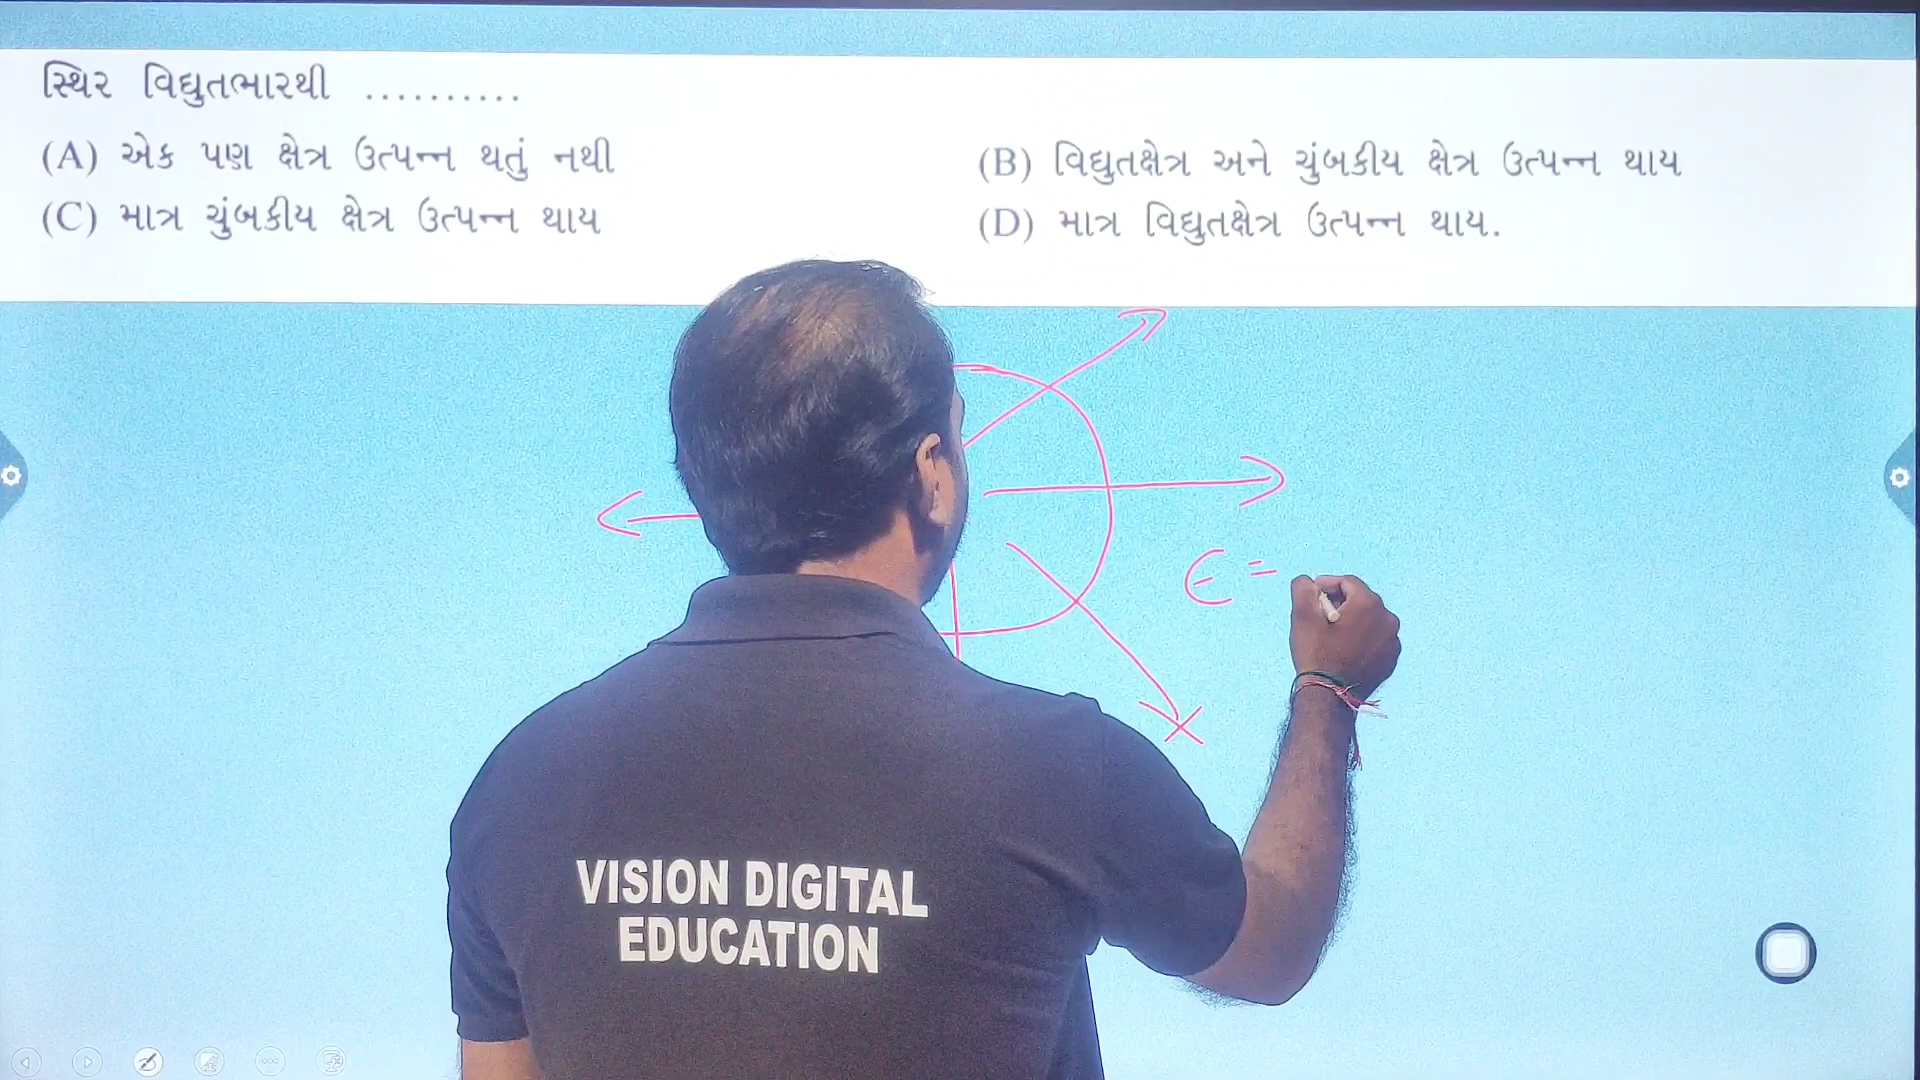 સ્થિર વિદ્યુતભારથી ..........
(A) એક પણ ક્ષેત્ર ઉત્પન્ન થતું નથી
(B) વિદ્યુતક્ષેત્ર અને ચુંબકીય ક્ષેત્ર ઉત્પન્ન થાય
(C) માત્ર ચુંબકીય ક્ષેત્ર ઉત્પન્ન થાય
(D) માત્ર વિદ્યુતક્ષેત્ર ઉત્પન્ન થાય.
E =
VISION DIGITAL
EDUCATION